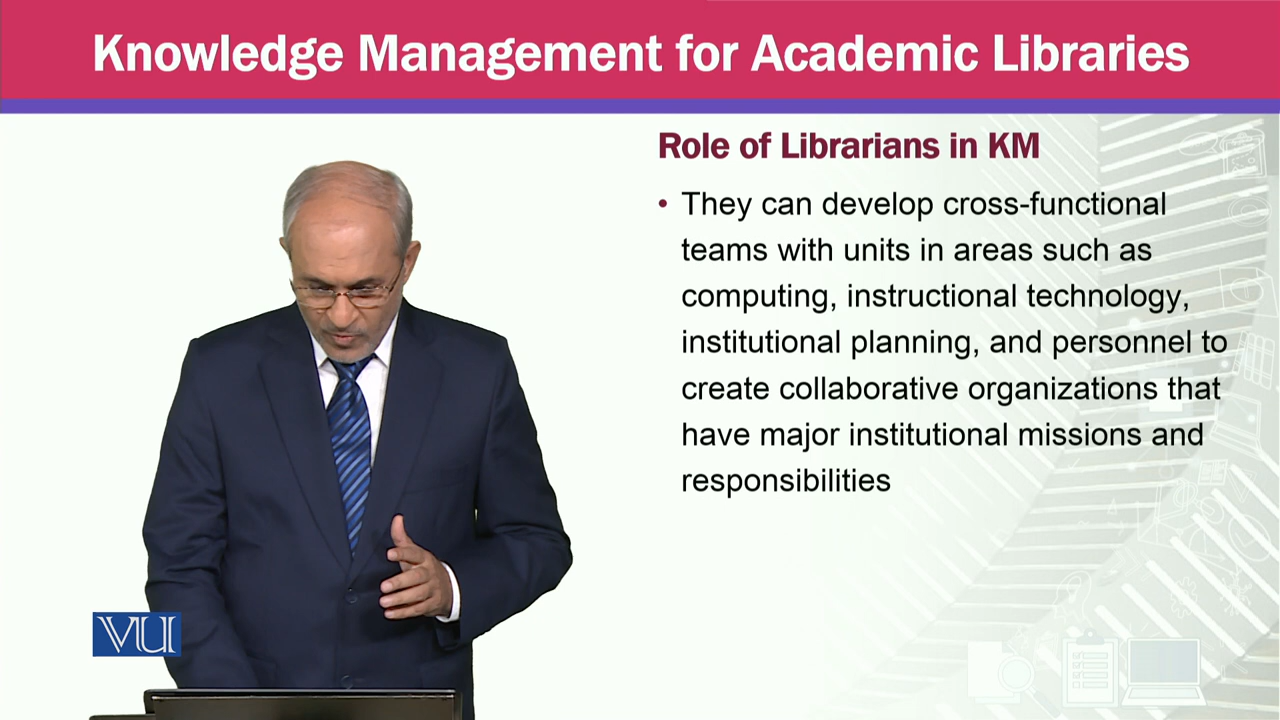 Knowledge Management for Academic Libraries
Role of Librarians in KM
• They can develop cross-functional
teams with units in areas such as
computing, instructional technology,
institutional planning, and personnel to
create collaborative organizations that
have major institutional missions and
responsibilities
VU